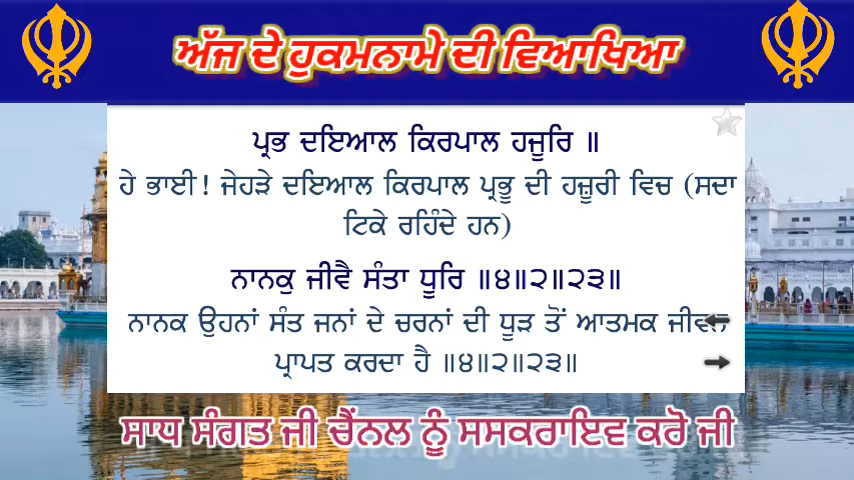 ਅੱਜ ਦੇ ਹੁਕਮਨਾਮੇ ਦੀ ਵਿਆਖਿਆ
ਪ੍ਰਭ ਦਇਆਲ ਕਿਰਪਾਲ ਹਜੂਰਿ ॥
ਹੇ ਭਾਈ! ਜੇਹੜੇ ਦਇਆਲ ਕਿਰਪਾਲ ਪ੍ਰਭੂ ਦੀ ਹਜ਼ੂਰੀ ਵਿਚ (ਸਦਾ
ਟਿਕੇ ਰਹਿੰਦੇ ਹਨ)
ਨਾਨਕੁ ਜੀਵੈ ਸੰਤਾ ਧੂਰਿ ॥੪॥੨॥੨੩॥
ਨਾਨਕ ਉਹਨਾਂ ਸੰਤ ਜਨਾਂ ਦੇ ਚਰਨਾਂ ਦੀ ਧੂੜ ਤੋਂ ਆਤਮਕ ਜੀਵਨ
ਪ੍ਰਾਪਤ ਕਰਦਾ ਹੈ ॥੪॥੨॥੨੩॥
ਸਾਧ ਸੰਗਤ ਜੀ ਚੈੰਨਲ ਨੂੰ ਸਸਕਰਾਇਵ ਕਰੋ ਜੀ